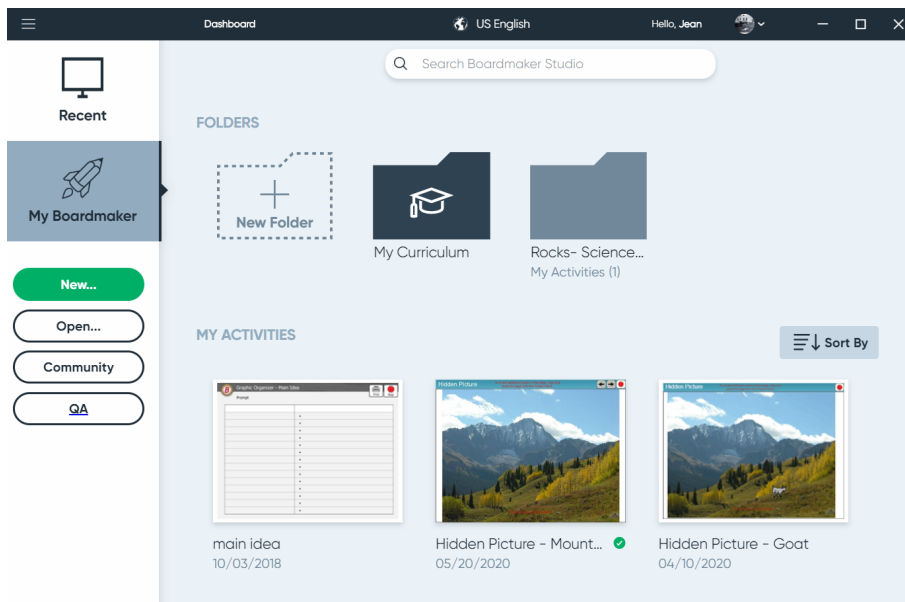 Dashboard
US English
Hello, Jean
Search Boardmaker Studio
Recent
My Boardmaker
New...
Open...
Community
QA
FOLDERS
New Folder
My Curriculum
Rocks- Science...
My Activities (1)
MY ACTIVITIES
Sort By
Graphic Organizer - Main Idea
Prompt
Hidden Picture
Hidden Picture
main idea
10/03/2018
Hidden Picture - Mount...
05/20/2020
Hidden Picture - Goat
04/10/2020